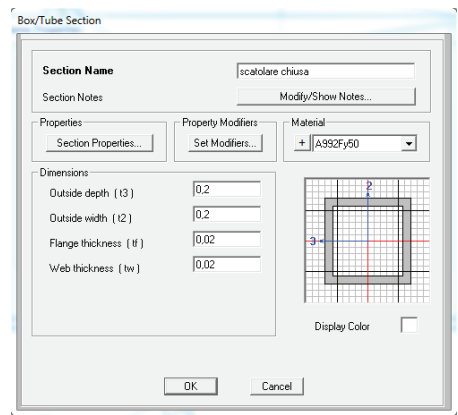 Box/Tube Section
Section Name
scatolare chiusa
Section Notes
Modify/Show Notes...
Properties
Section Properties...
Property Modifiers
Set Modifiers...
Material
+
A992Fy50
Dimensions
Outside depth ( t3 )
0,2
Outside width ( t2 )
0,2
Flange thickness ( tf )
0,02
Web thickness ( tw )
0,02
2
3
Display Color
OK
Cancel